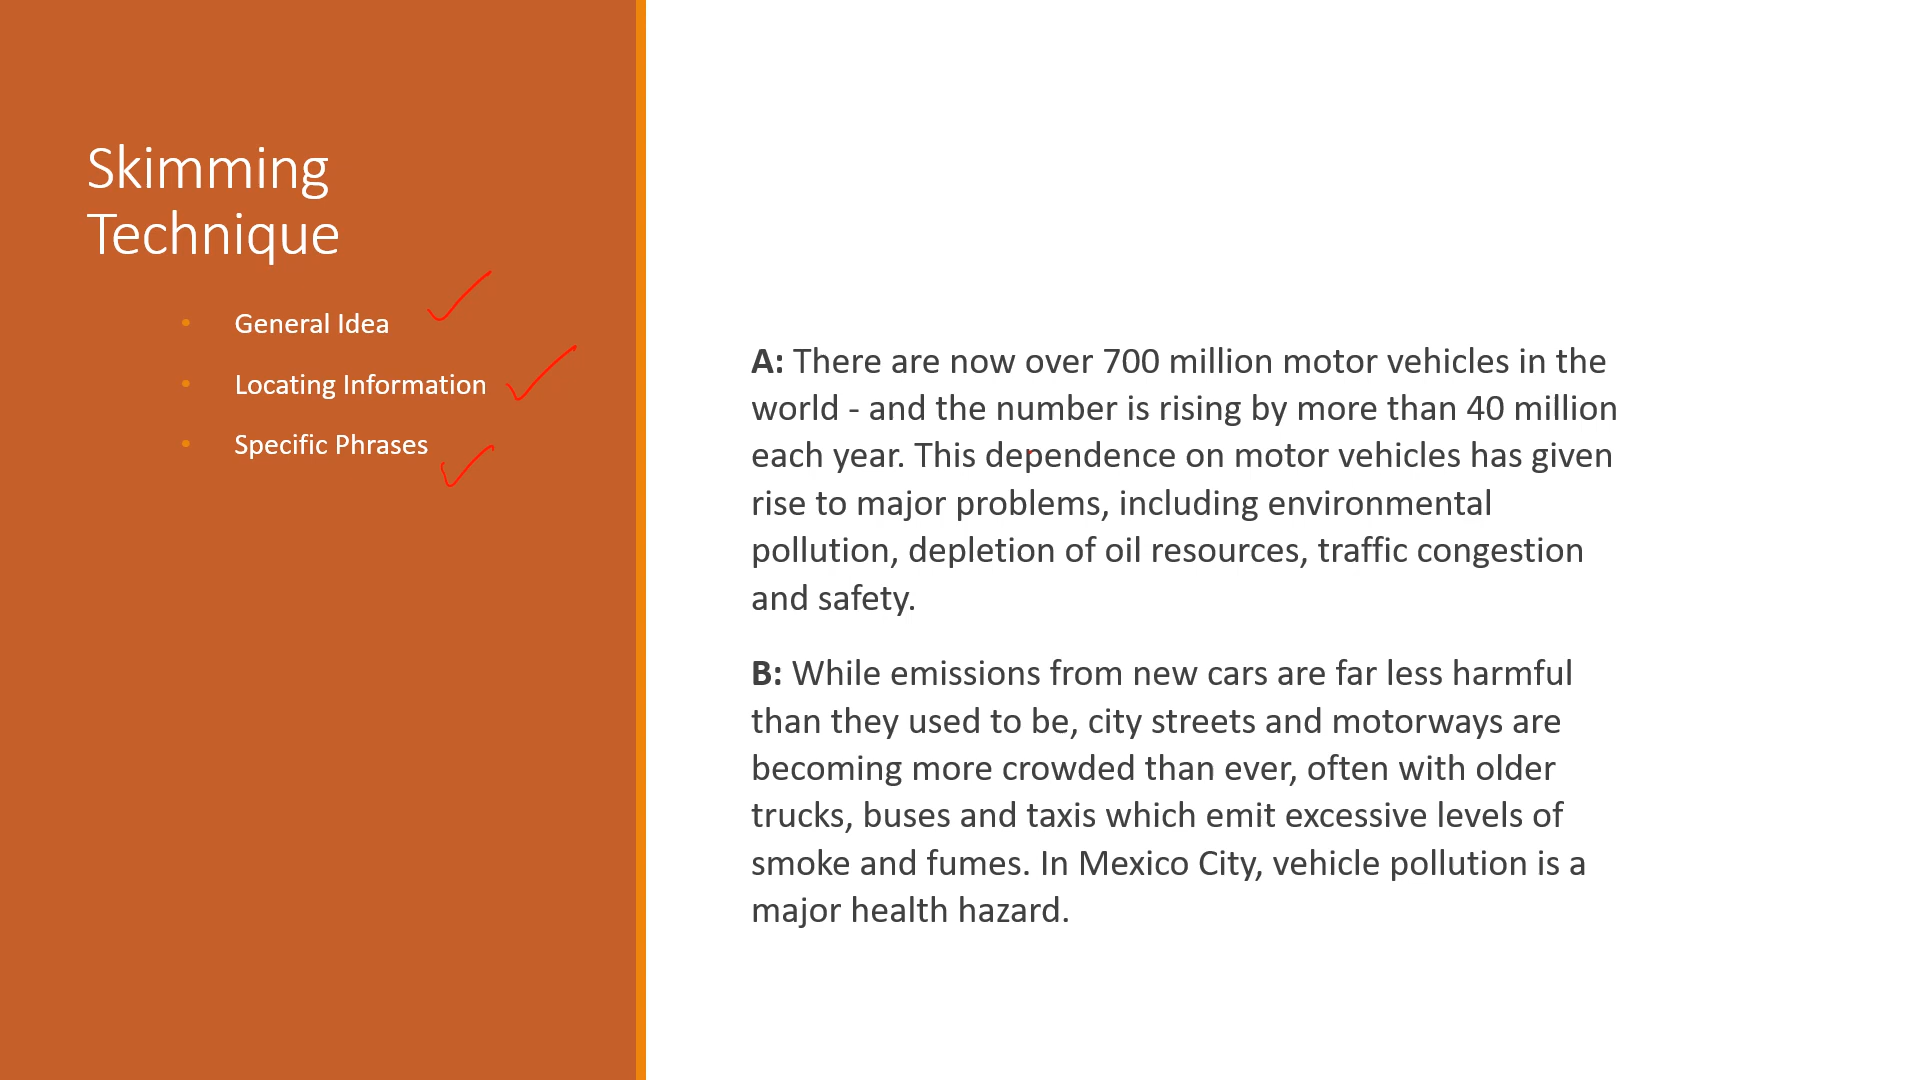 Skimming
Technique
• General Idea
• Locating Information
• Specific Phrases
A: There are now over 700 million motor vehicles in the
world - and the number is rising by more than 40 million
each year. This dependence on motor vehicles has given
rise to major problems, including environmental
pollution, depletion of oil resources, traffic congestion
and safety.
B: While emissions from new cars are far less harmful
than they used to be, city streets and motorways are
becoming more crowded than ever, often with older
trucks, buses and taxis which emit excessive levels of
smoke and fumes. In Mexico City, vehicle pollution is a
major health hazard.